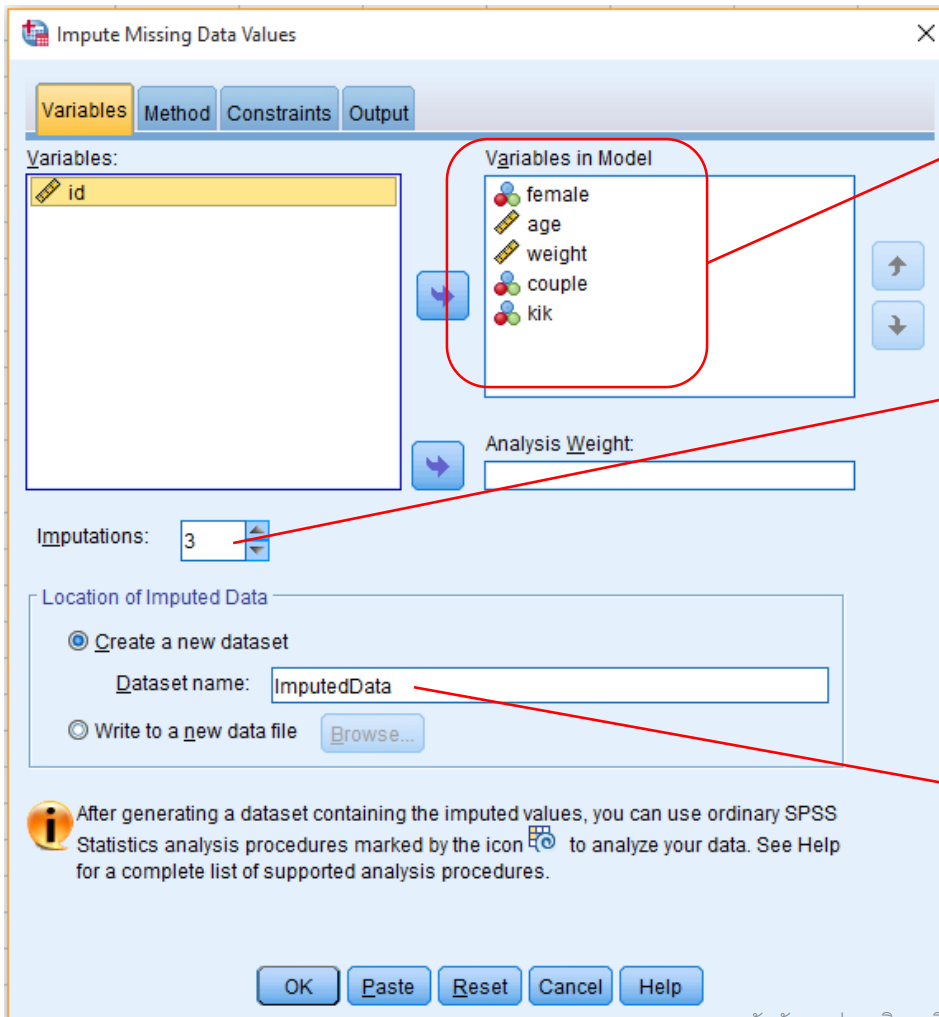 Impute Missing Data Values
Variables Method Constraints Output
Variables:
id
Variables in Model
female
age
weight
couple
kik
Analysis Weight:
Imputations: 3
Location of Imputed Data
Create a new dataset
Dataset name: ImputedData
Write to a new data file Browse...
After generating a dataset containing the imputed values, you can use ordinary SPSS
Statistics analysis procedures marked by the icon to analyze your data. See Help
for a complete list of supported analysis procedures.
OK Paste Reset Cancel Help